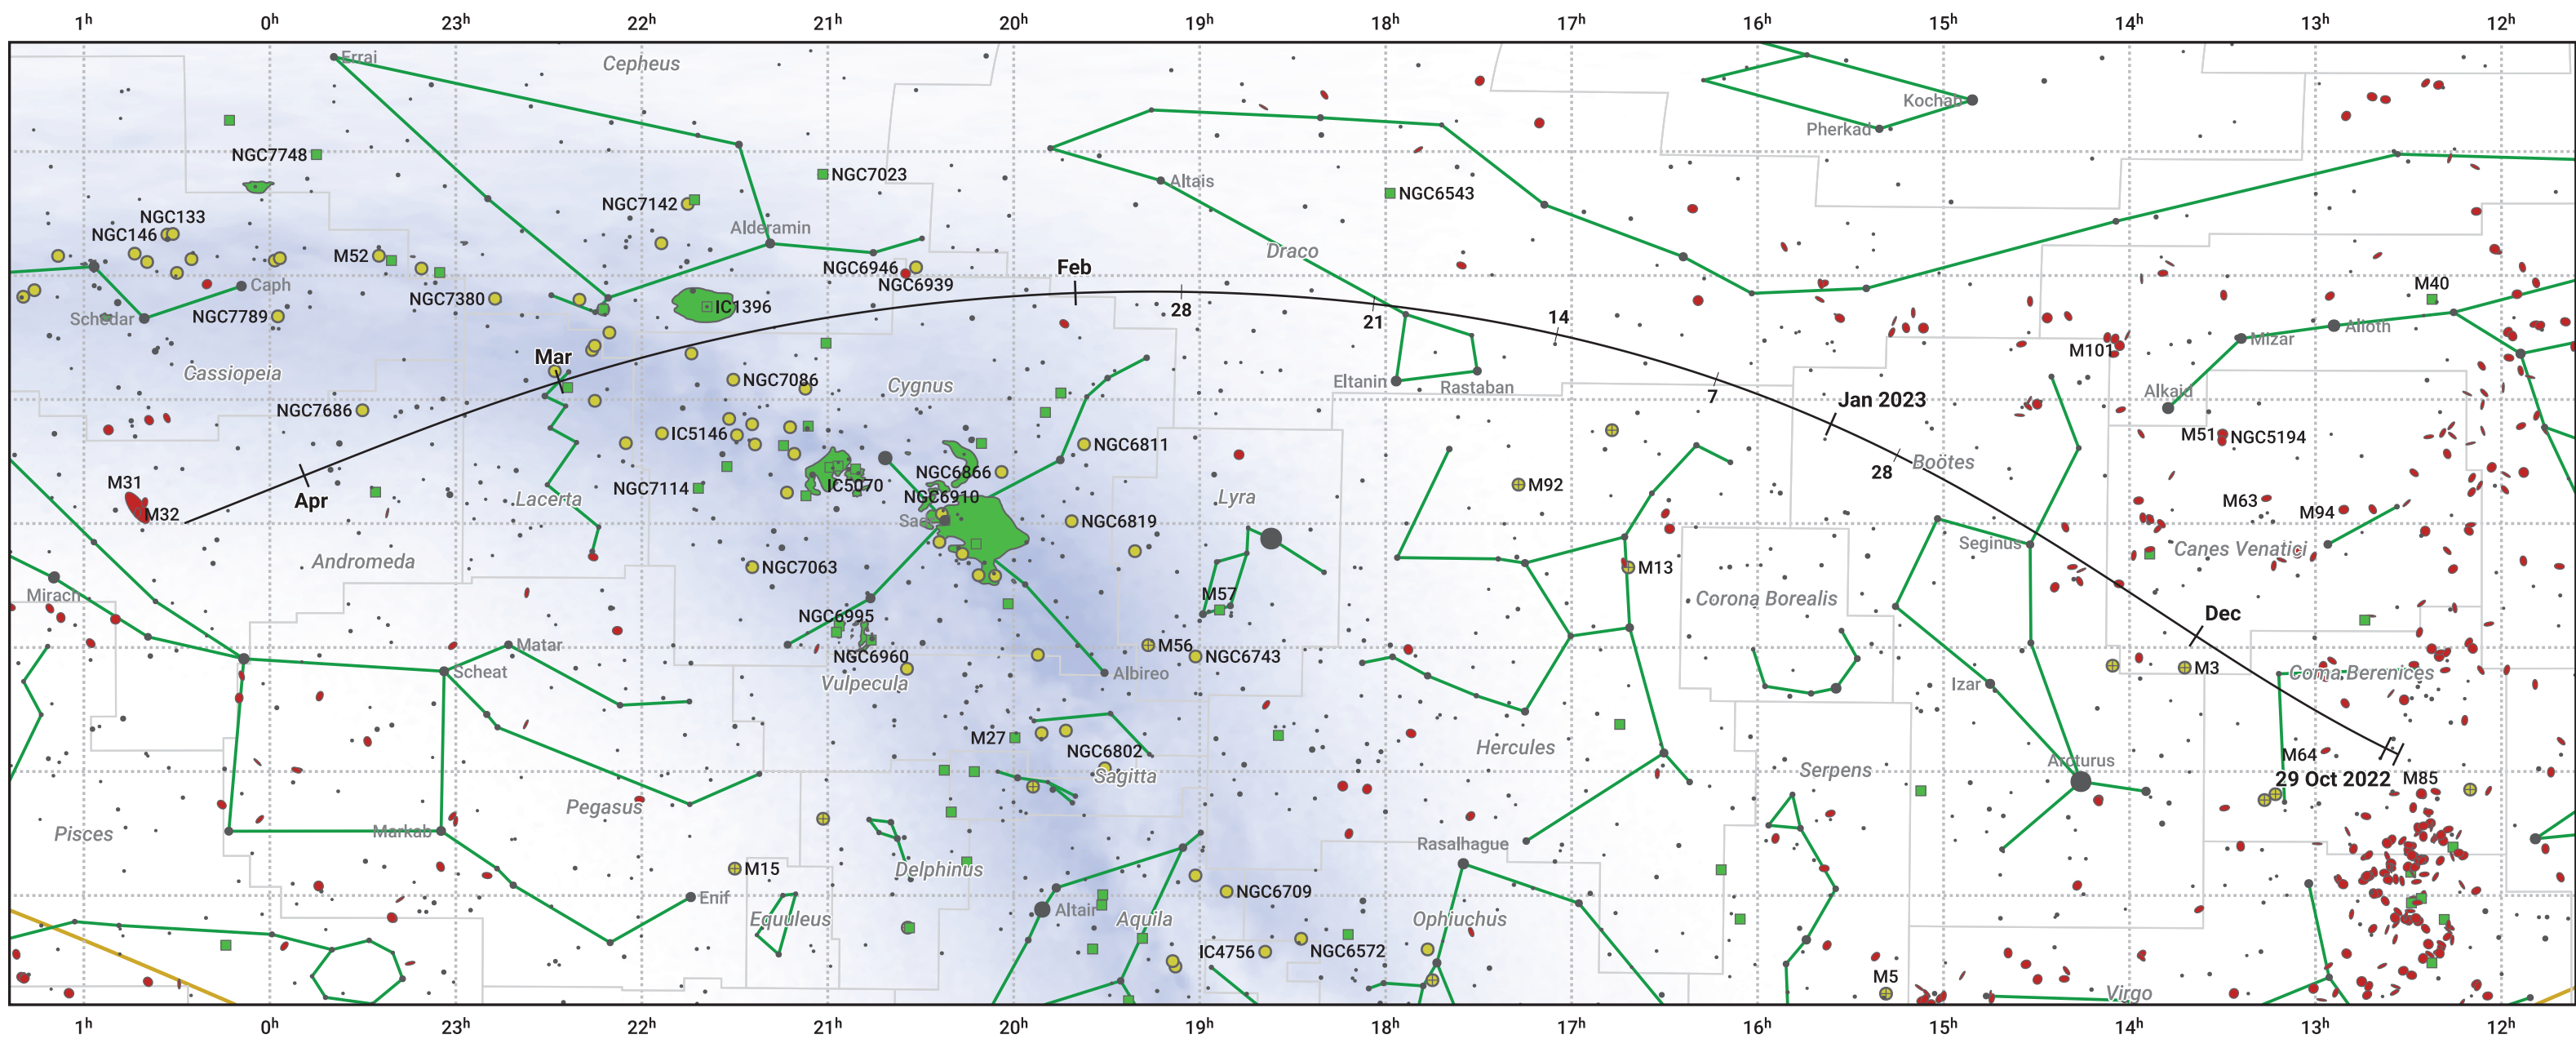 1h 0h 23h 22h 21h 20h 19h 18h 17h 16h 15h 14h 13h 12h
Errai
Cepheus
Kochab
Pherkad
NGC7748
NGC7023
Altais
NGC6543
NGC133
NGC7142
NGC146
Alderamin
M52
Draco
NGC6946
Feb
Caph
NGC6939
M40
NGC7380
IC1396
28
Schedar
NGC7789
21
14
Alioth
Mizar
M101
Mar
Cassiopeia
NGC7086
Cygnus
Eltanin
Rastaban
7
Alkaid
Jan 2023
NGC7686
IC5146
NGC6811
M51
NGC5194
Boötes
28
NGC6866
M31
IC5070
M92
Apr
Lacerta
NGC7114
NGC6910
Lyra
M63
M32
Sadr
NGC6819
M94
Seginus
Canes Venatici
Andromeda
NGC7063
M13
Mirach
M57
Corona Borealis
NGC6995
Dec
Matar
M56
Scheat
NGC6960
NGC6743
M3
Albireo
Coma Berenices
Vulpecula
Izar
M27
NGC6802
Hercules
M64
Arcturus
Sagitta
Serpens
29 Oct 2022
M85
Pegasus
Pisces
Markab
Rasalhague
M15
Delphinus
NGC6709
Enif
Altair
Equuleus
Aquila
Ophiuchus
IC4756
NGC6572
M5
Virgo
1h 0h 23h 22h 21h 20h 19h 18h 17h 16h 15h 14h 13h 12h